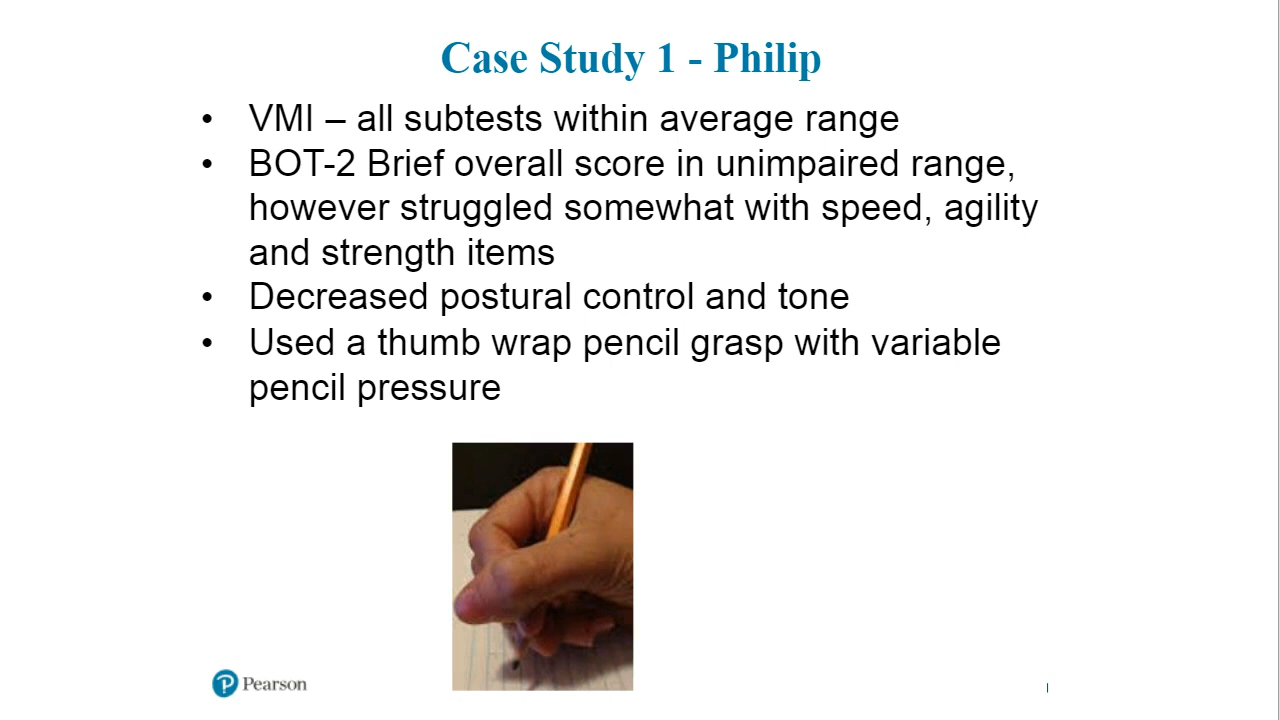 Case Study 1 - Philip
• VMI – all subtests within average range
• BOT-2 Brief overall score in unimpaired range,
however struggled somewhat with speed, agility
and strength items
• Decreased postural control and tone
• Used a thumb wrap pencil grasp with variable
pencil pressure
Pearson